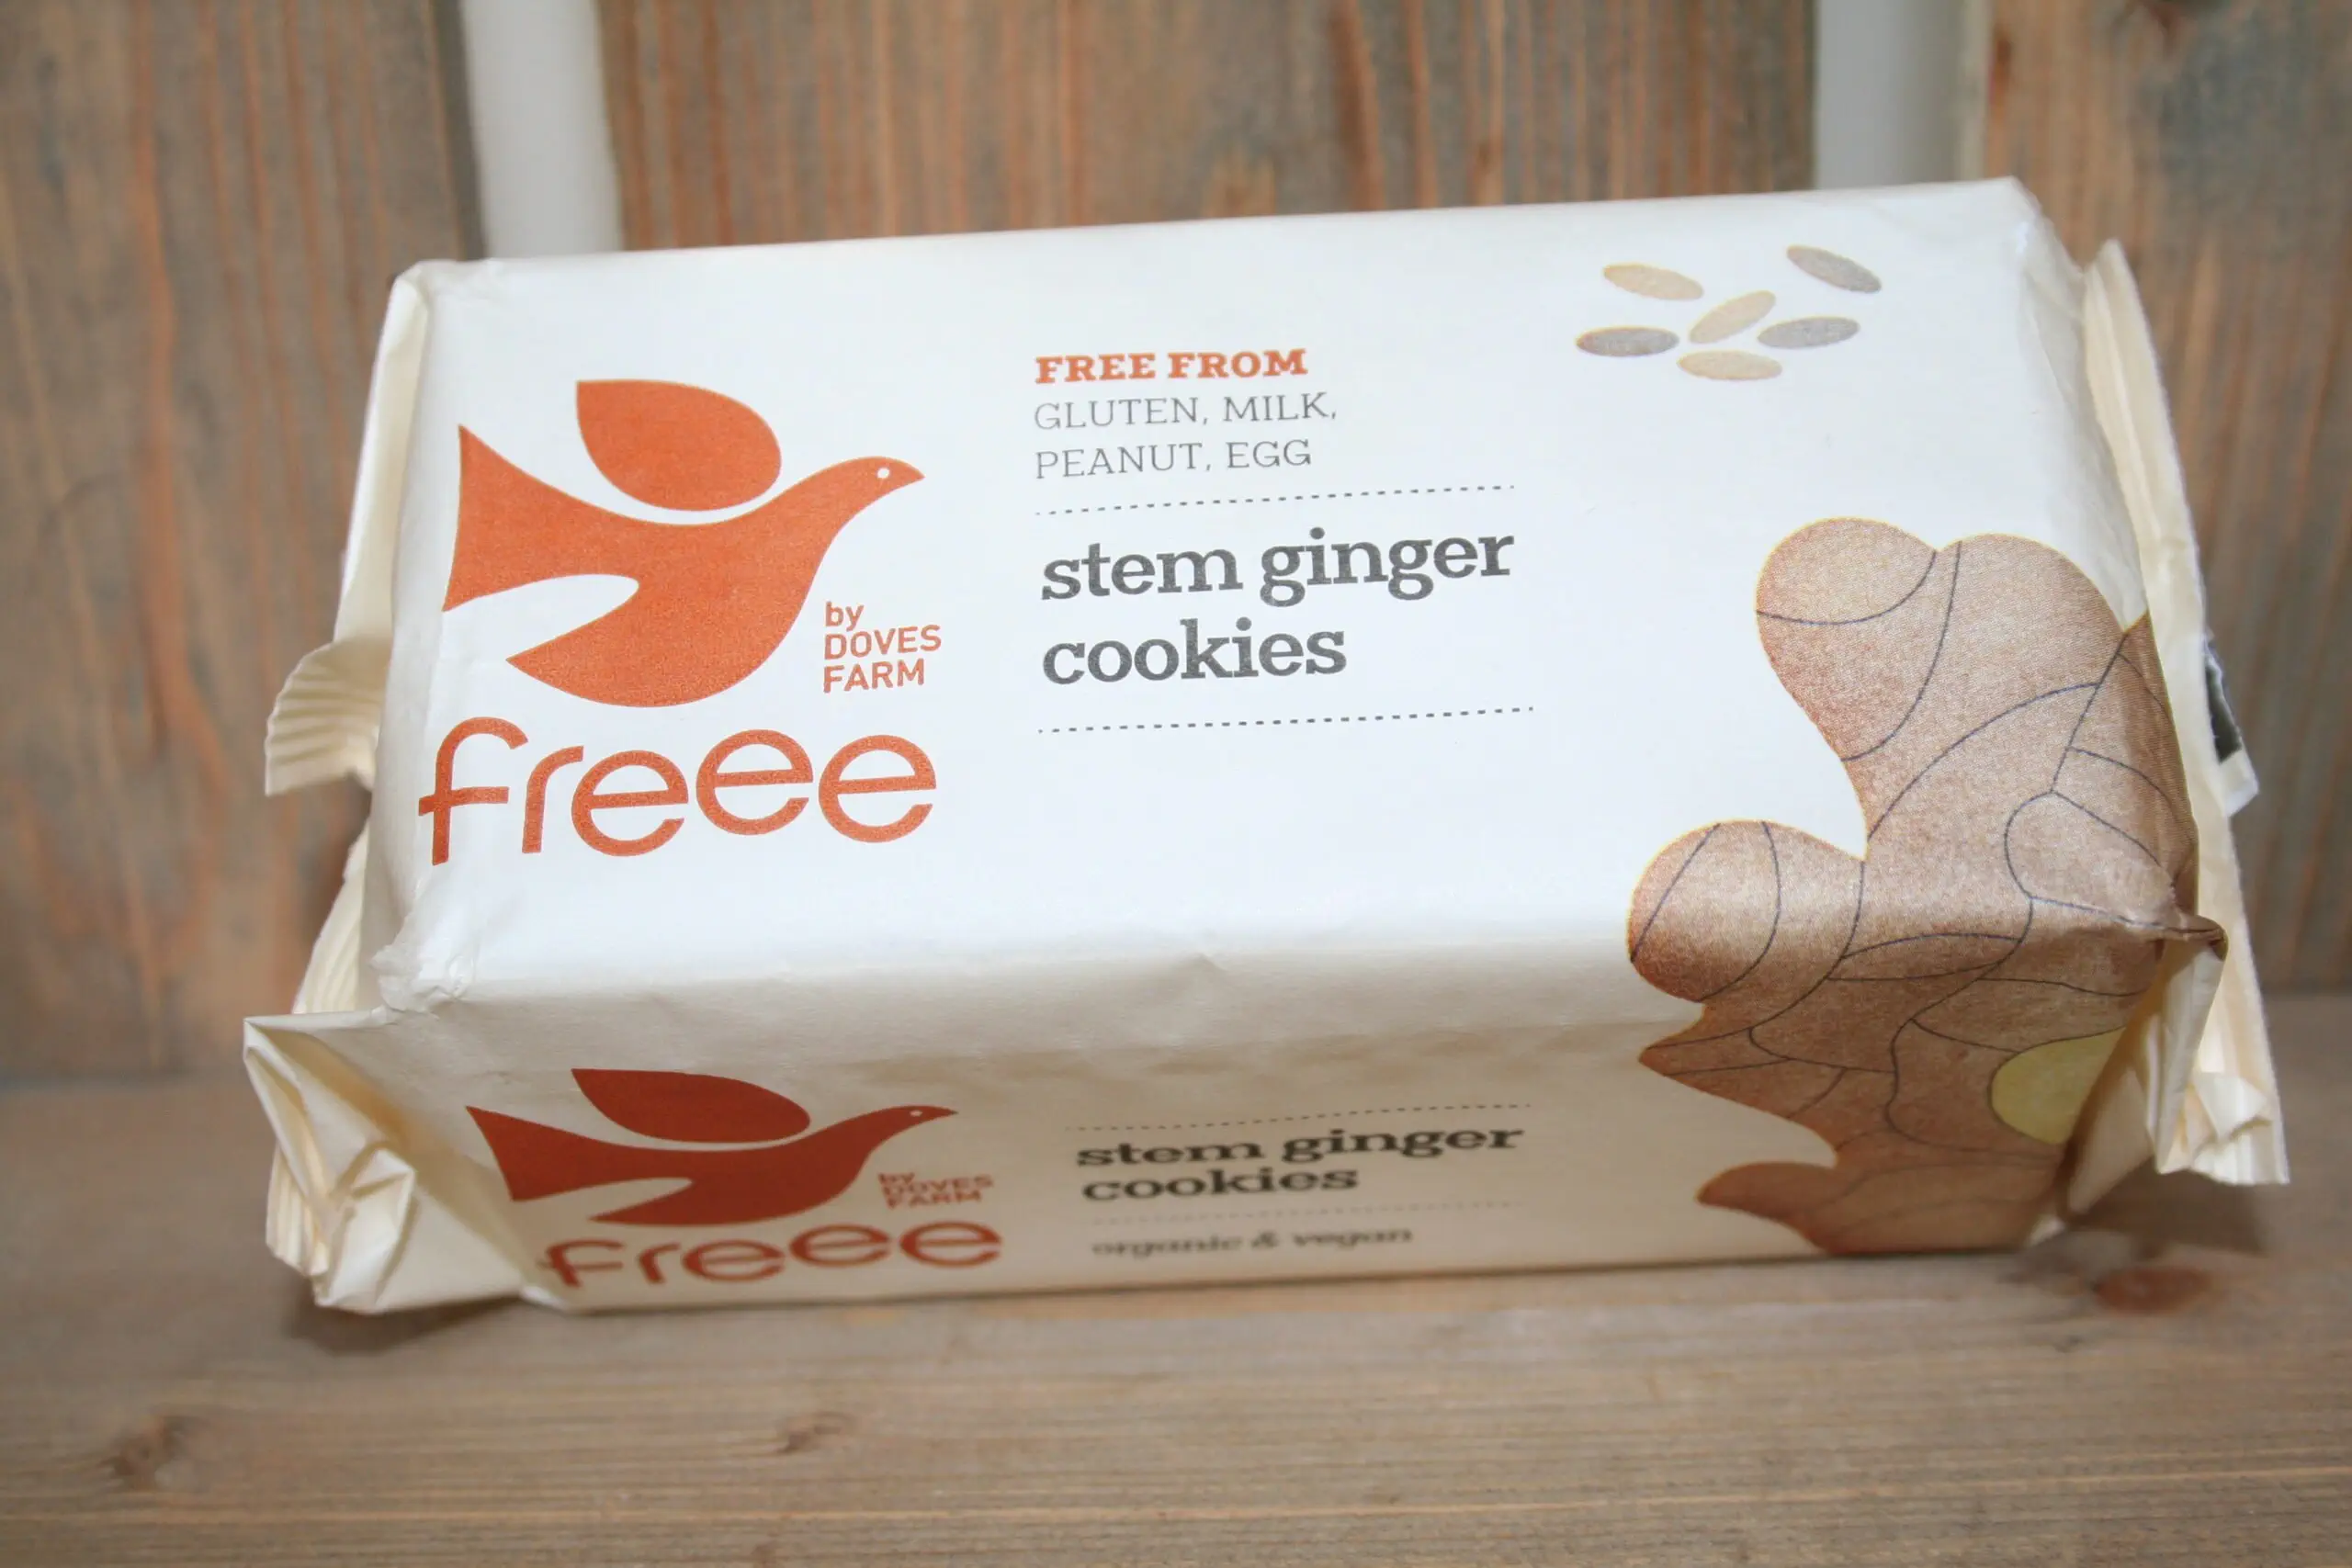 FREE FROM
GLUTEN, MILK,
PEANUT, EGG
stem ginger
cookies
by
DOVES
FARM
freee
stem ginger
cookies
organic & vegan
by
DOVES
FARM
freee